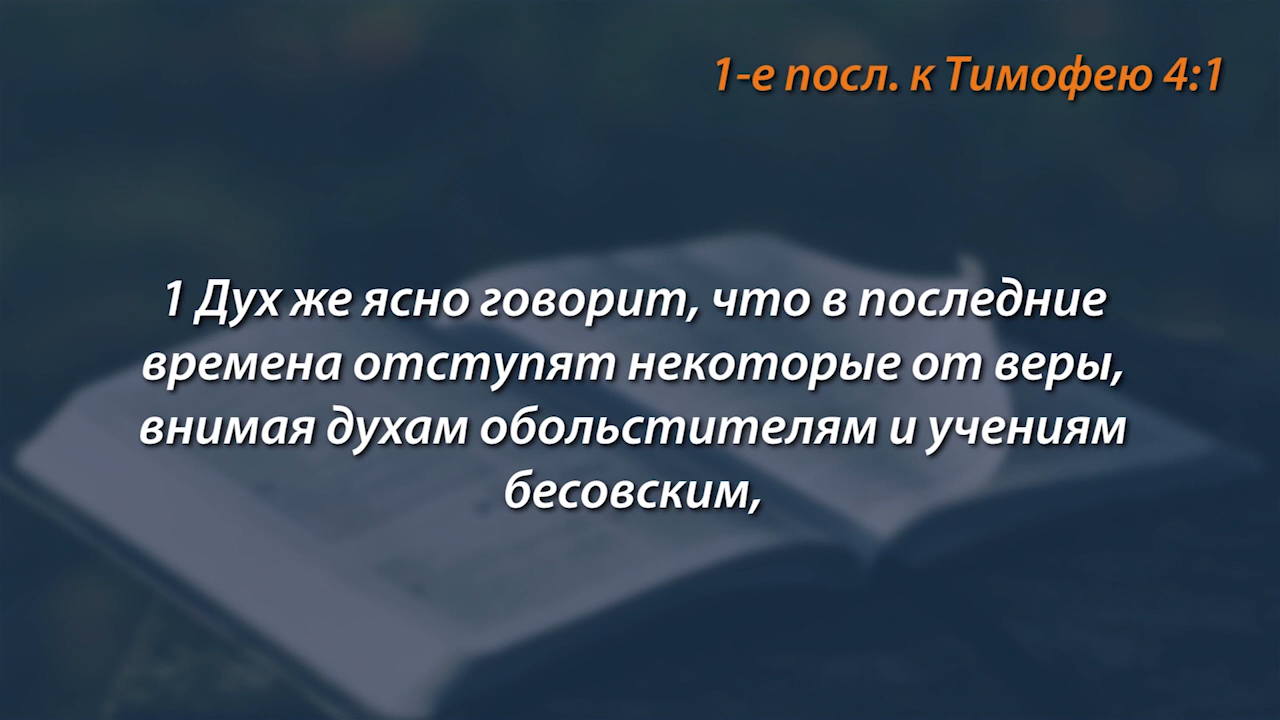 1-е посл. к Тимофею 4:1
1 Дух же ясно говорит, что в последние
времена отступят некоторые от веры,
внимая духам обольстителям и учениям
бесовским,